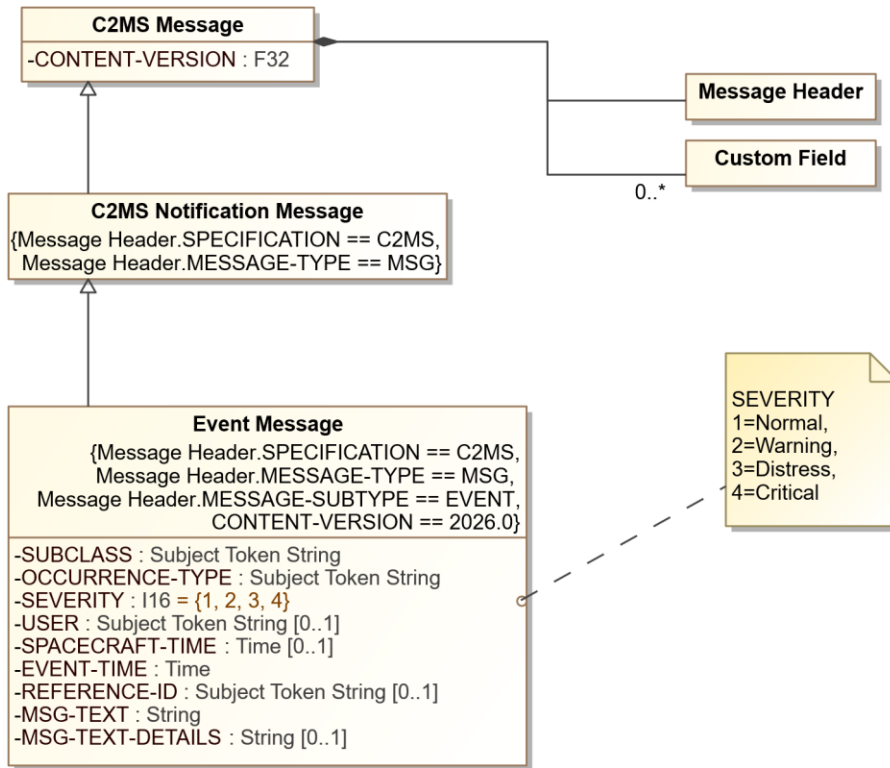 C2MS Message
-CONTENT-VERSION : F32
Message Header
Custom Field
0..*
C2MS Notification Message
{Message Header.SPECIFICATION == C2MS,
Message Header.MESSAGE-TYPE == MSG}
Event Message
{Message Header.SPECIFICATION == C2MS,
Message Header.MESSAGE-TYPE == MSG,
Message Header.MESSAGE-SUBTYPE == EVENT,
CONTENT-VERSION == 2026.0}
-SUBCLASS : Subject Token String
-OCCURRENCE-TYPE : Subject Token String
-SEVERITY : I16 = {1, 2, 3, 4}
-USER : Subject Token String [0..1]
-SPACECRAFT-TIME : Time [0..1]
-EVENT-TIME : Time
-REFERENCE-ID : Subject Token String [0..1]
-MSG-TEXT : String
-MSG-TEXT-DETAILS : String [0..1]
SEVERITY
1=Normal,
2=Warning,
3=Distress,
4=Critical